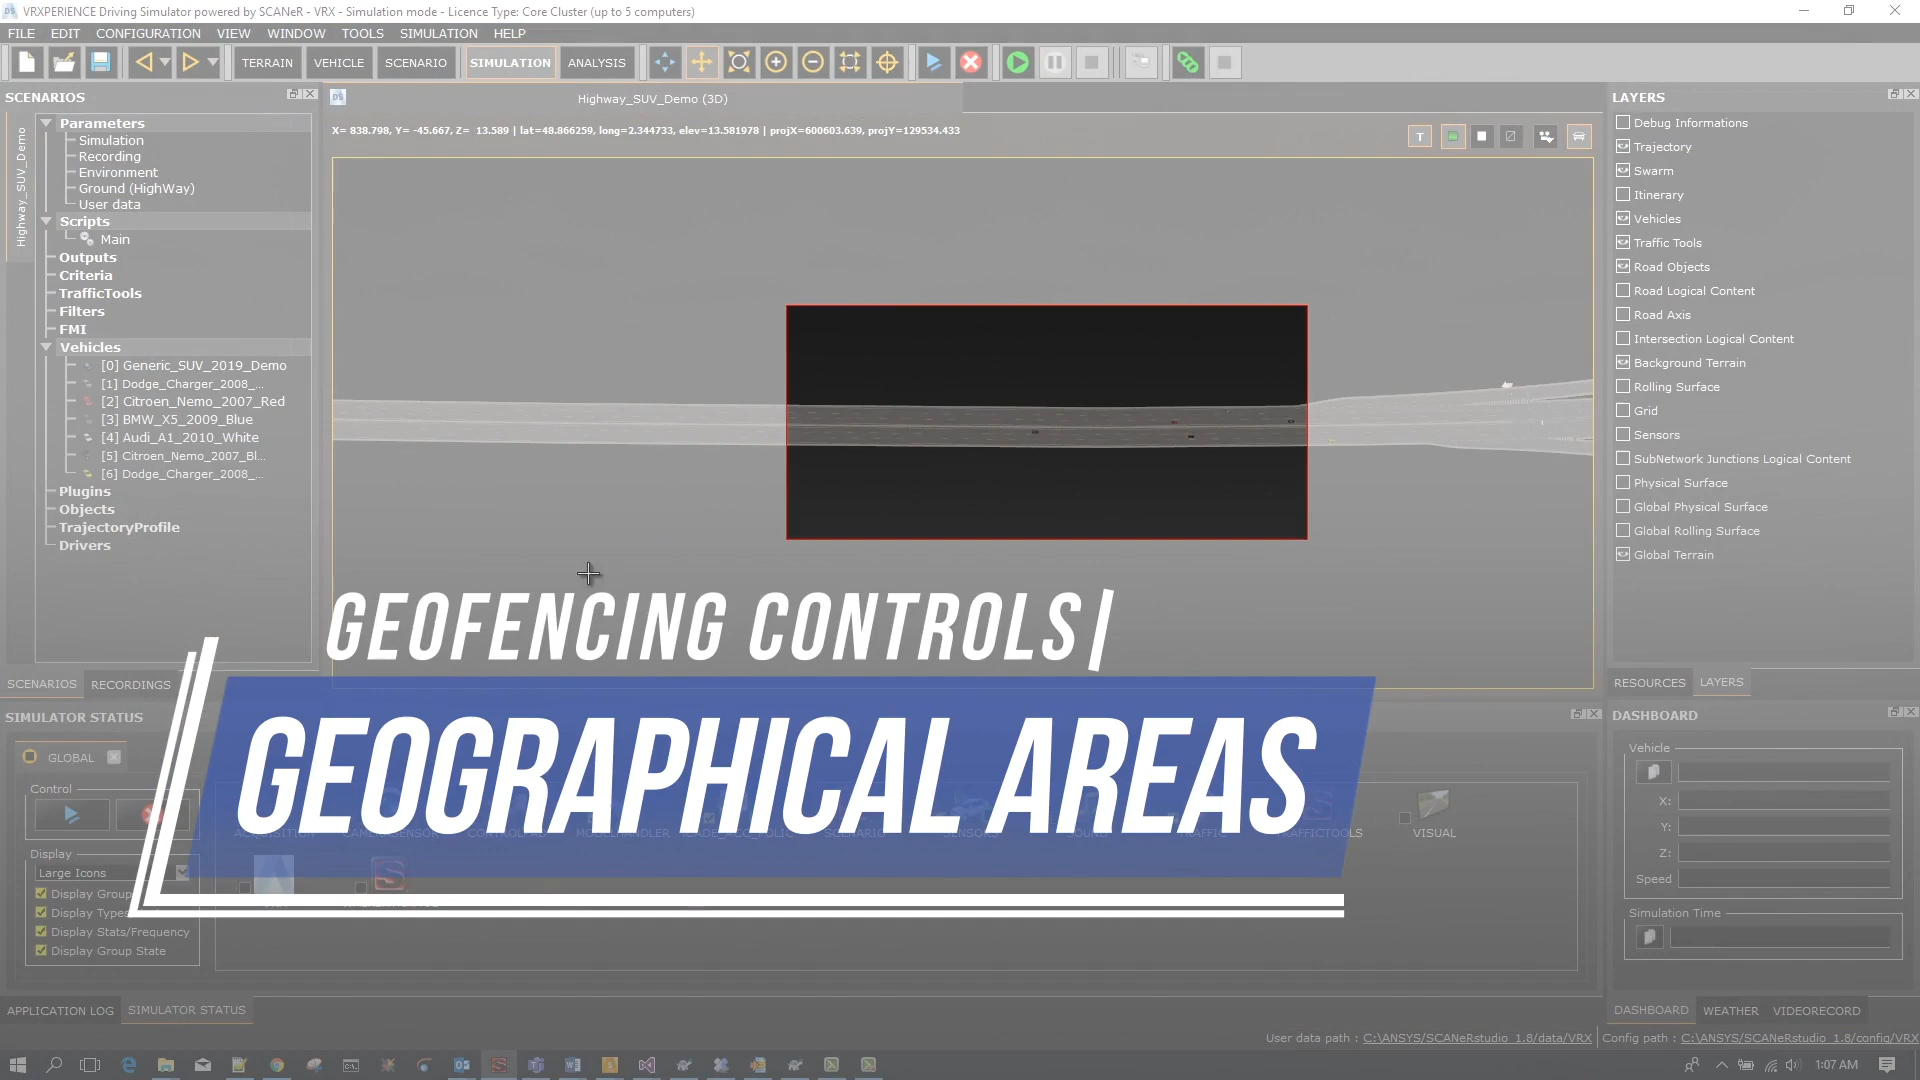 VRXPERIENCE Driving Simulator powered by SCANeR - VRX - Simulation mode - Licence Type: Core Cluster (up to 5 computers)
FILE EDIT CONFIGURATION VIEW WINDOW TOOLS SIMULATION HELP
TERRAIN VEHICLE SCENARIO SIMULATION ANALYSIS
SCENARIOS
Highway_SUV_Demo
Parameters
Simulation
Recording
Environment
Ground (HighWay)
User data
Scripts
Main
Outputs
Criteria
TrafficTools
Filters
FMI
Vehicles
[0] Generic_SUV_2019_Demo
[1] Dodge_Charger_2008_...
[2] Citroen_Nemo_2007_Red
[3] BMW_X5_2009_Blue
[4] Audi_A1_2010_White
[5] Citroen_Nemo_2007_Bl...
[6] Dodge_Charger_2008_...
Plugins
Objects
TrajectoryProfile
Drivers
SCENARIOS RECORDINGS
Highway_SUV_Demo (3D)
X= 838.798, Y= -45.667, Z= 13.589 | lat=48.866259, long=2.344733, elev=13.581978 | projX=600603.639, projY=129534.433
T
GEOFENCING CONTROLS|
GEOGRAPHICAL AREAS
LAYERS
Debug Informations
Trajectory
Swarm
Itinerary
Vehicles
Traffic Tools
Road Objects
Road Logical Content
Road Axis
Intersection Logical Content
Background Terrain
Rolling Surface
Grid
Sensors
SubNetwork Junctions Logical Content
Physical Surface
Global Physical Surface
Global Rolling Surface
Global Terrain
RESOURCES LAYERS
SIMULATOR STATUS
GLOBAL
Control
Display
Large Icons
Display Group
Display Types
Display Stats/Frequency
Display Group State
VISUAL
APPLICATION LOG SIMULATOR STATUS
DASHBOARD
Vehicle
X:
Y:
Z:
Speed
Simulation Time
DASHBOARD WEATHER VIDEORECORD
User data path : C:\ANSYS/SCANeRstudio_1.8/data/VRX Config path : C:\ANSYS/SCANeRstudio_1.8/config/VRX
1:07 AM